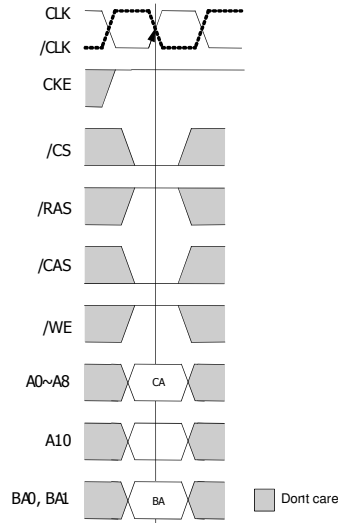 CLK
/CLK
CKE
/CS
/RAS
/CAS
/WE
A0~A8
CA
A10
BA0, BA1
BA
Dont care